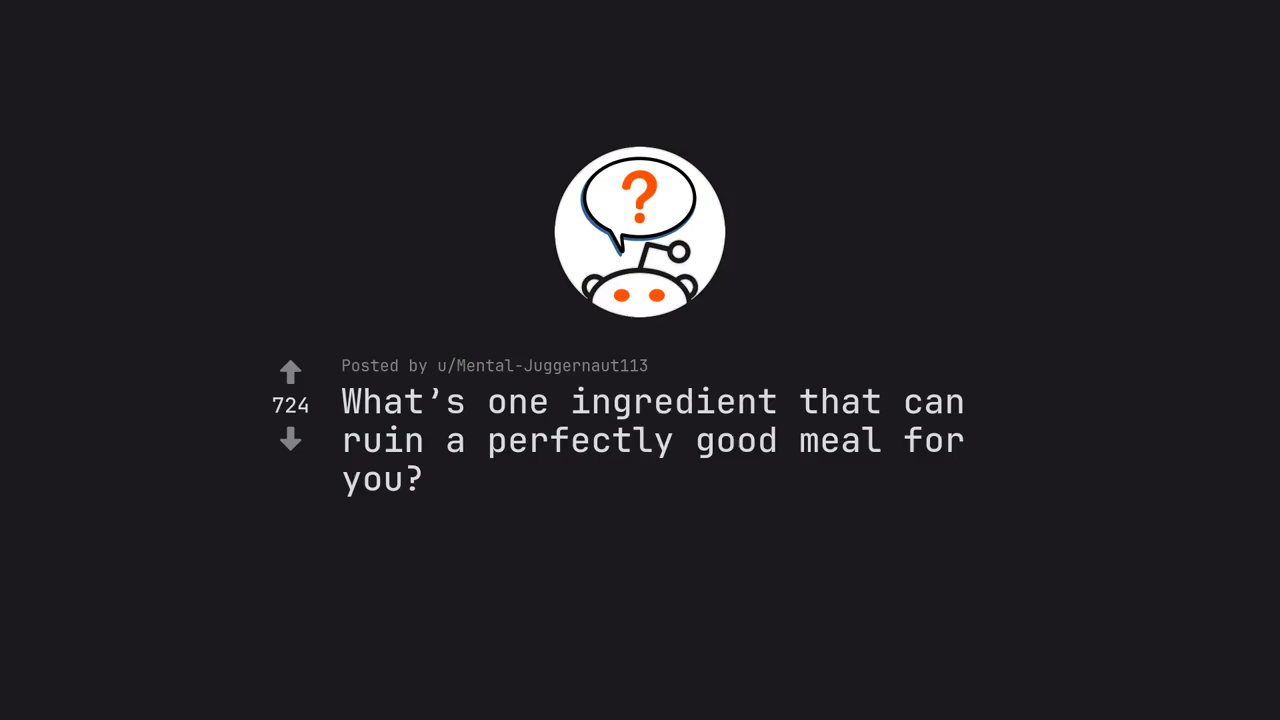 ?
Posted by u/Mental-Juggernaut113
724
What’s one ingredient that can
ruin a perfectly good meal for
you?